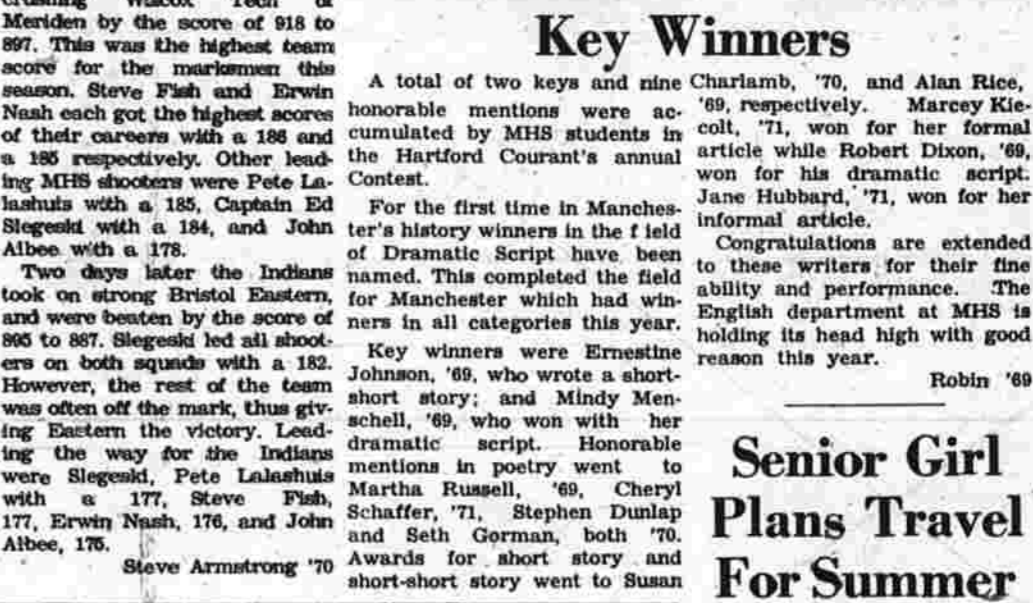 Meriden by the score of 918 to
897. This was the highest team
score for the marksmen this
season. Steve Fish and Erwin
Nash each got the highest scores
of their careers with a 186 and
a 185 respectively. Other lead-
ing MHS shooters were Pete La-
lashuis with a 185, Captain Ed
Slegeski with a 184, and John
Albee with a 178.
Two days later the Indians
took on strong Bristol Eastern,
and were beaten by the score of
895 to 887. Slegeski led all shoot-
ers on both squads with a 182.
However, the rest of the team
was often off the mark, thus giv-
ing Eastern the victory. Lead-
ing the way for the Indians
were Slegeski, Pete Lalashuis
with a 177, Steve Fish,
177, Erwin Nash, 176, and John
Albee, 175.
Steve Armstrong '70
Key Winners
A total of two keys and nine
honorable mentions were ac-
cumulated by MHS students in
the Hartford Courant's annual
Contest.
For the first time in Manches-
ter's history winners in the f ield
of Dramatic Script have been
named. This completed the field
for Manchester which had win-
ners in all categories this year.
Key winners were Ernestine
Johnson, '69, who wrote a short-
short story; and Mindy Men-
schell, '69, who won with her
dramatic script. Honorable
mentions in poetry went to
Martha Russell, '69, Cheryl
Schaffer, '71, Stephen Dunlap
and Seth Gorman, both '70.
Awards for short story and
short-short story went to Susan
Charlamb, '70, and Alan Rice,
'69, respectively. Marcey Kie-
colt, '71, won for her formal
article while Robert Dixon, '69,
won for his dramatic script.
Jane Hubbard, '71, won for her
informal article.
Congratulations are extended
to these writers for their fine
ability and performance. The
English department at MHS is
holding its head high with good
reason this year.
Robin '69
Senior Girl
Plans Travel
For Summer